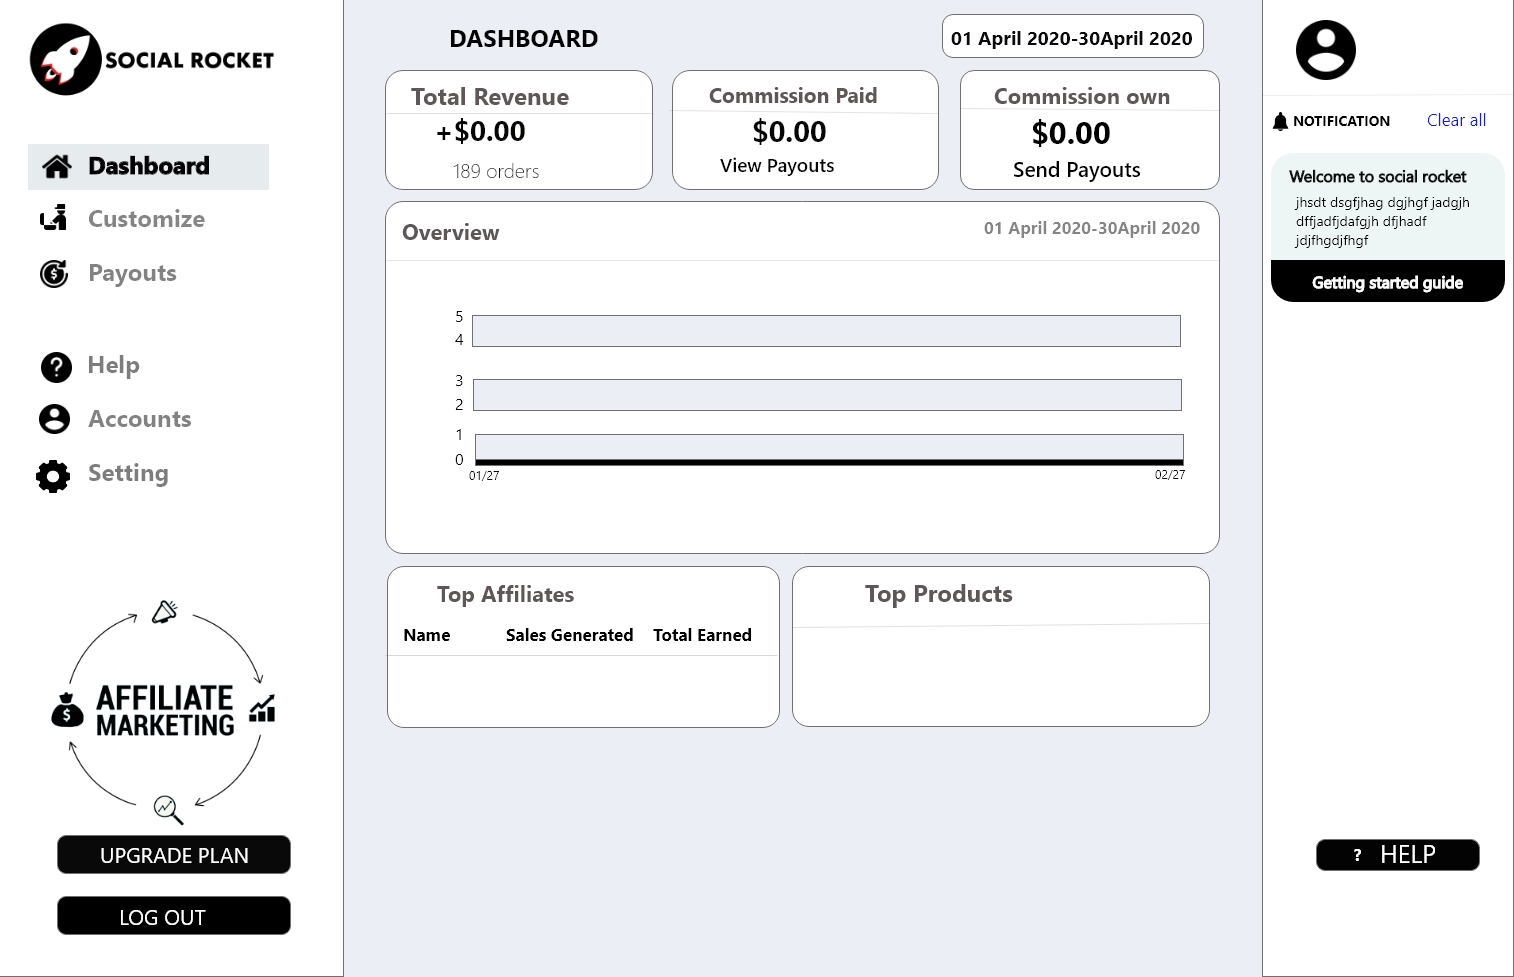 SOCIAL ROCKET
Dashboard
Customize
Payouts
Help
Accounts
Setting
AFFILIATE
MARKETING
UPGRADE PLAN
LOG OUT
DASHBOARD
01 April 2020-30April 2020
Total Revenue
+$0.00
189 orders
Commission Paid
$0.00
View Payouts
Commission own
$0.00
Send Payouts
Overview
01 April 2020-30April 2020
5
4
3
2
1
0
01/27
02/27
Top Affiliates
Name Sales Generated Total Earned
Top Products
NOTIFICATION Clear all
Welcome to social rocket
jhsdt dsgfjhag dgjhgf jadgjh
dffjadfjdafgjh dfjhadf
jdjfhgdjfhgf
Getting started guide
? HELP